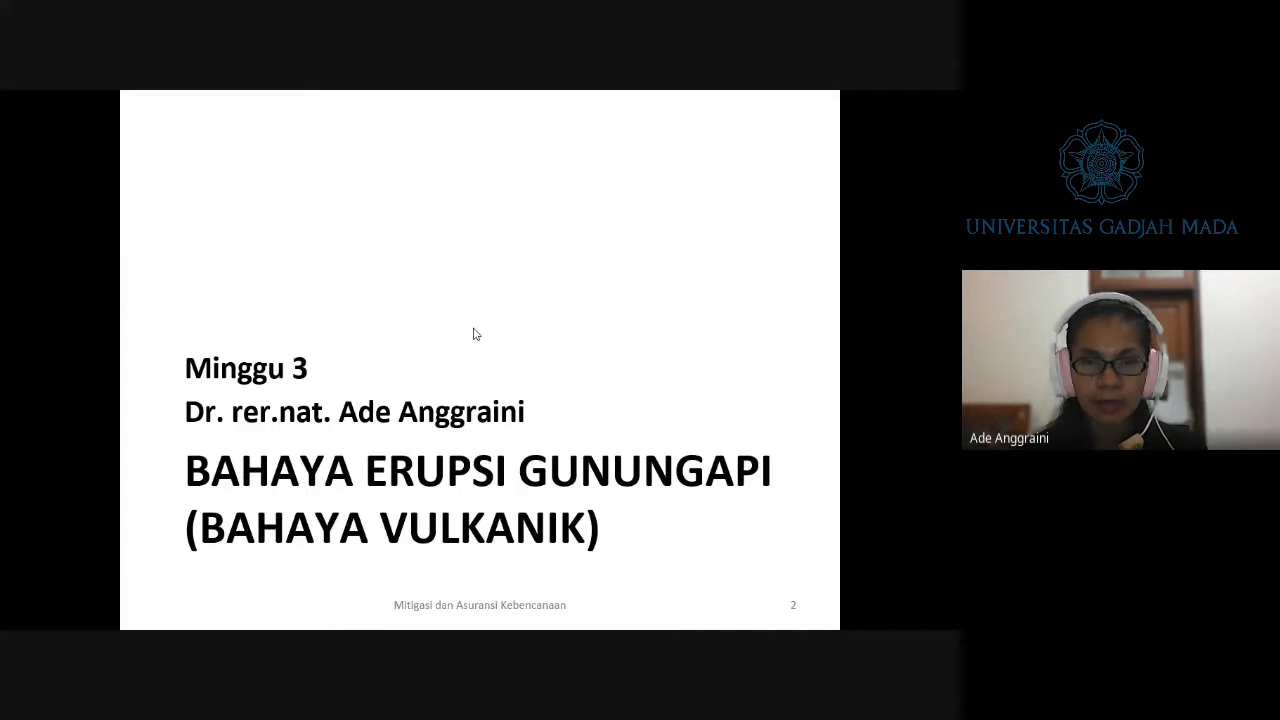 Minggu 3
Dr. rer.nat. Ade Anggraini
BAHAYA ERUPSI GUNUNGAPI
(BAHAYA VULKANIK)
Mitigasi dan Asuransi Kebencanaan
2
UNIVERSITAS GADJAH MADA
Ade Anggraini